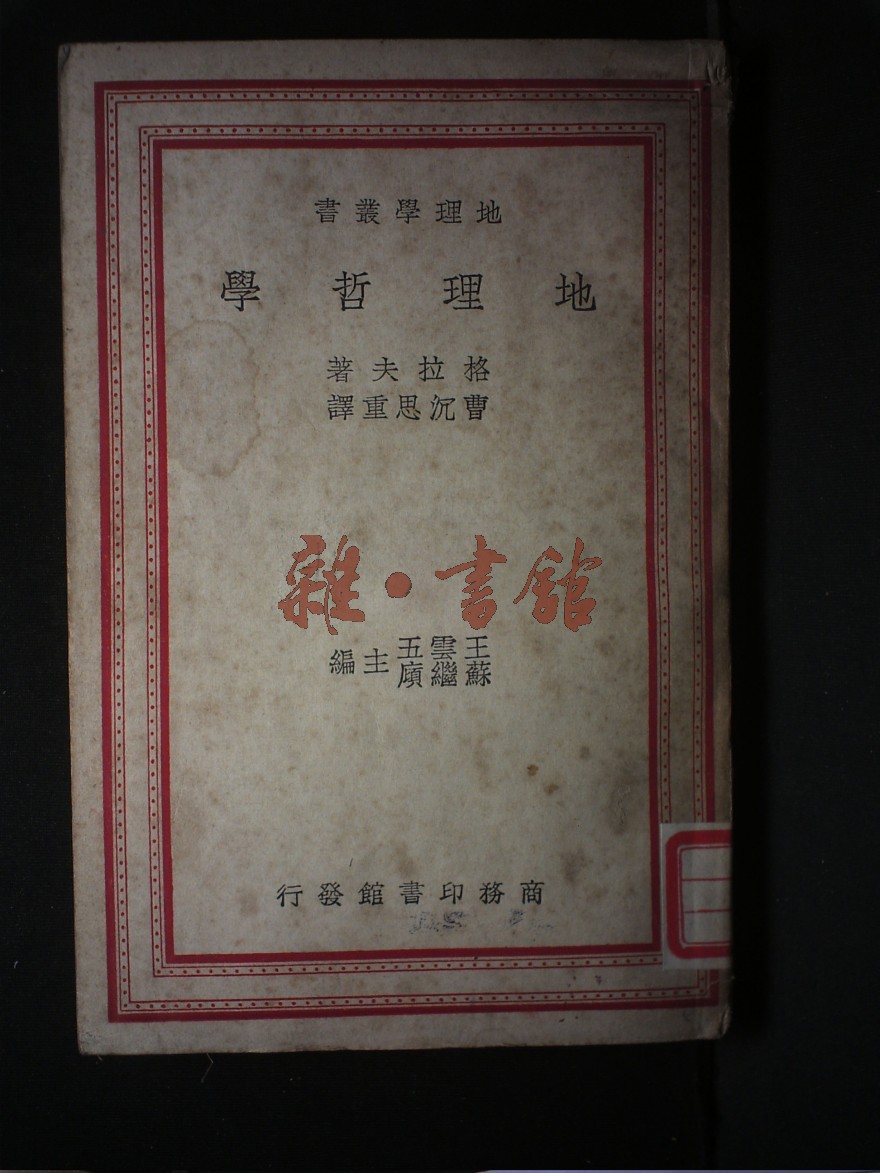 地理學叢書
地理哲學
格拉夫著
曹沉思重譯
雜·書館
王雲五
蘇繼廎
主編
商務印書館發行